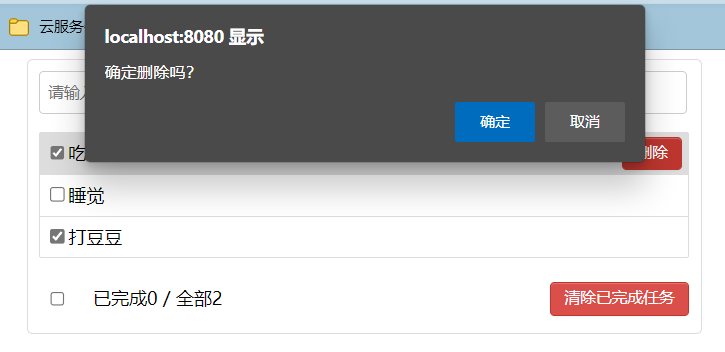 云服务
localhost:8080 显示
确定删除吗？
确定 取消
请输
吃
删除
睡觉
打豆豆
已完成0 / 全部2
清除已完成任务